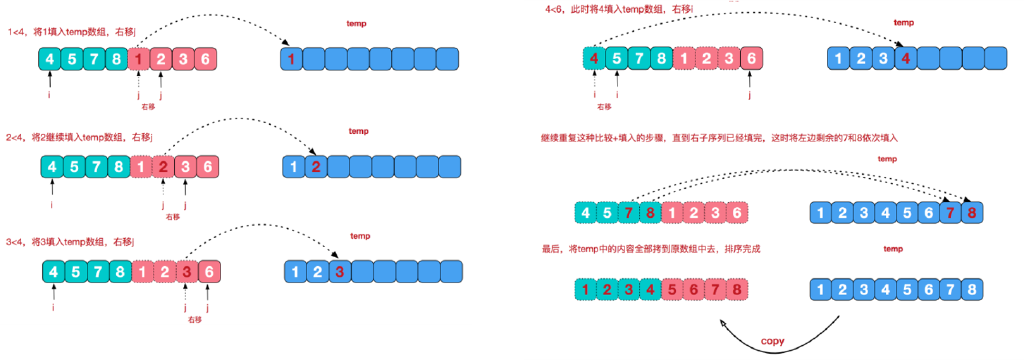 1<4，将1填入temp数组，右移j
temp
4 5 7 8 1 2 3 6
1
i j j
右移
2<4，将2继续填入temp数组，右移j
temp
4 5 7 8 1 2 3 6
1 2
i j j
右移
3<4，将3填入temp数组，右移j
temp
4 5 7 8 1 2 3 6
1 2 3
i j j
右移
4<6，此时将4填入temp数组，右移i
temp
4 5 7 8 1 2 3 6
1 2 3 4
i i j
右移
继续重复这种比较+填入的步骤，直到右子序列已经填完，这时将左边剩余的7和8依次填入
temp
4 5 7 8 1 2 3 6
1 2 3 4 5 6 7 8
最后，将temp中的内容全部拷到原数组中去，排序完成
temp
1 2 3 4 5 6 7 8
1 2 3 4 5 6 7 8
copy